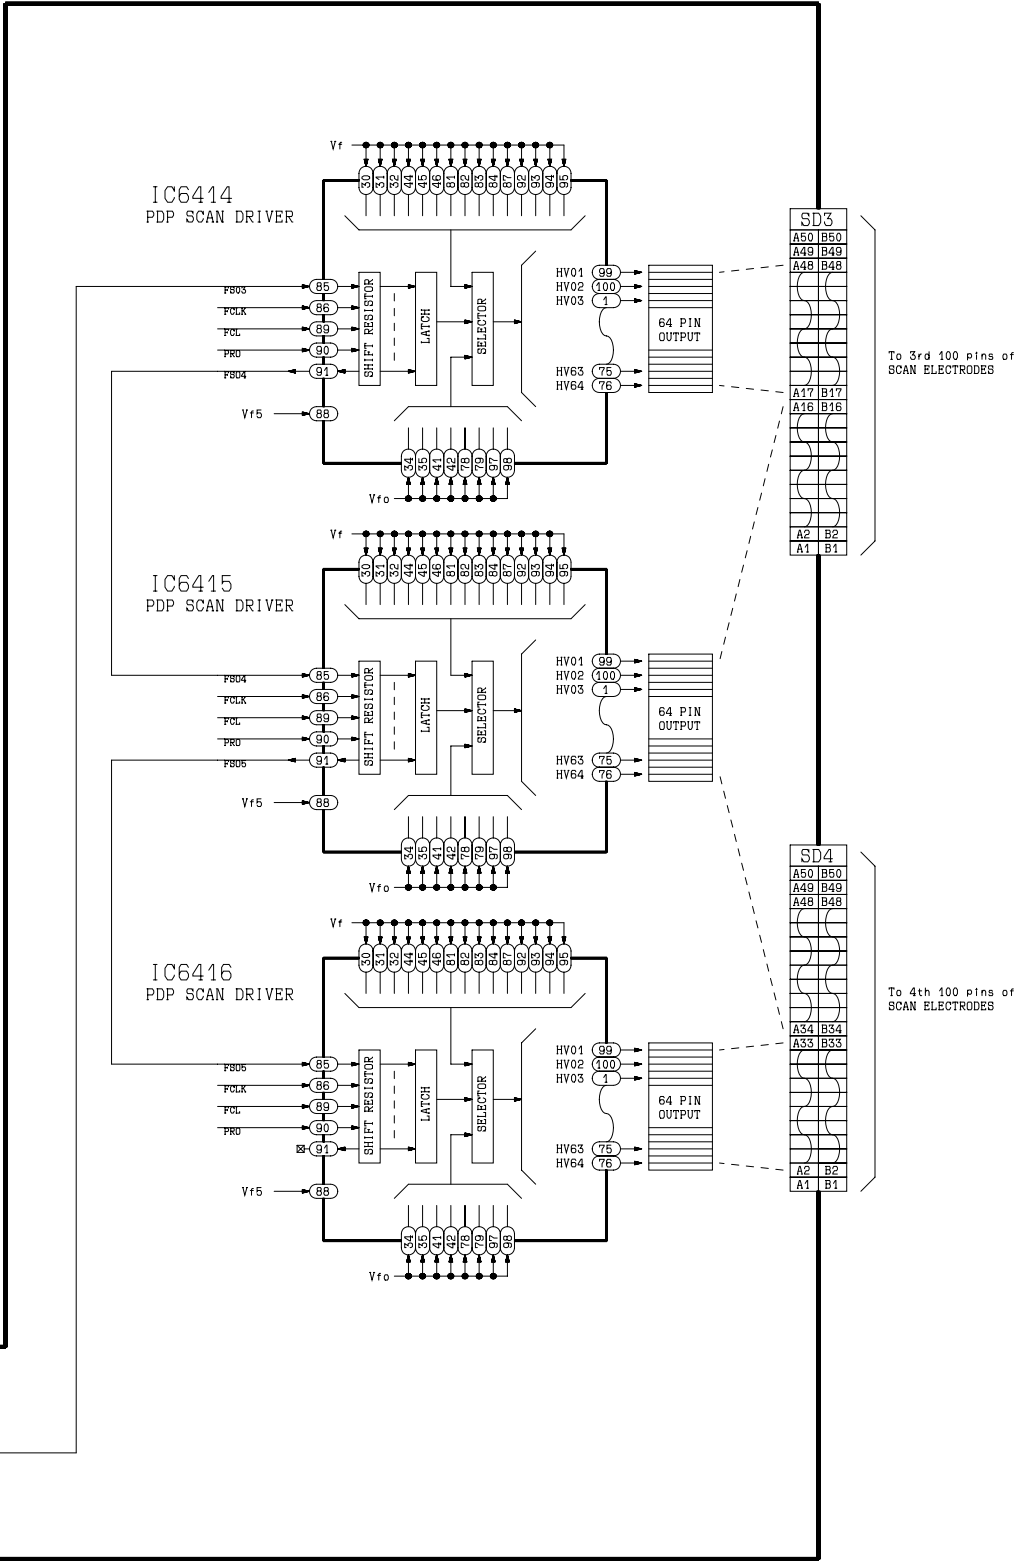 Vf
30 31 32 44 45 46 81 82 83 84 87 92 93 94 95
IC6414
PDP SCAN DRIVER
SD3
A50 B50
A49 B49
A48 B48
HV01 99
FSO3 85
HV02 100
FCLK 86
HV03 1
FCL 89
PRO 90
FSO4 91
SHIFT RESISTOR
LATCH
SELECTOR
64 PIN
OUTPUT
To 3rd 100 pins of
SCAN ELECTRODES
HV63 75
HV64 76
A17 B17
A16 B16
Vf5 88
34 35 41 42 78 79 97 98
Vfo
A2 B2
A1 B1
Vf
30 31 32 44 45 46 81 82 83 84 87 92 93 94 95
IC6415
PDP SCAN DRIVER
HV01 99
FSO4 85
HV02 100
FCLK 86
HV03 1
FCL 89
PRO 90
FSO5 91
SHIFT RESISTOR
LATCH
SELECTOR
64 PIN
OUTPUT
HV63 75
HV64 76
Vf5 88
34 35 41 42 78 79 97 98
Vfo
SD4
A50 B50
A49 B49
A48 B48
Vf
30 31 32 44 45 46 81 82 83 84 87 92 93 94 95
IC6416
PDP SCAN DRIVER
To 4th 100 pins of
SCAN ELECTRODES
A34 B34
A33 B33
HV01 99
FSO5 85
HV02 100
FCLK 86
HV03 1
FCL 89
PRO 90
91
SHIFT RESISTOR
LATCH
SELECTOR
64 PIN
OUTPUT
HV63 75
HV64 76
A2 B2
A1 B1
Vf5 88
34 35 41 42 78 79 97 98
Vfo